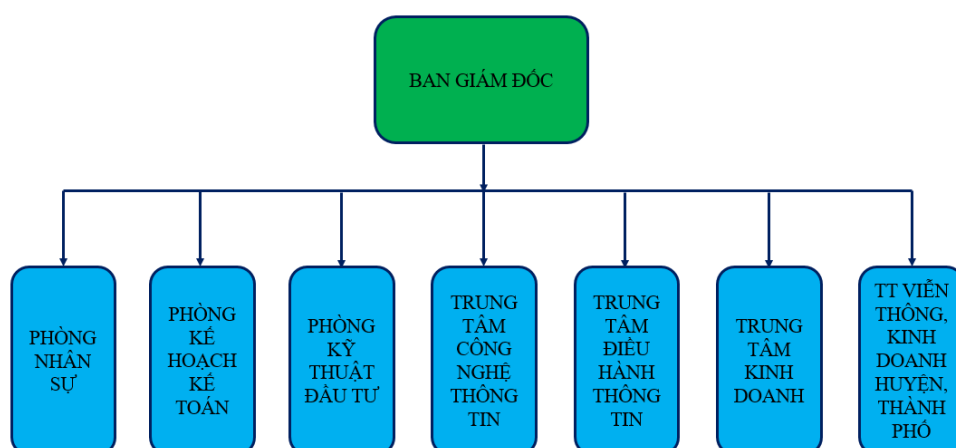 BAN GIÁM ĐỐC
PHÒNG
NHÂN
SỰ
PHÒNG
KẾ
HOẠCH
KẾ
TOÁN
PHÒNG
KỸ
THUẬT
ĐẦU TƯ
TRUNG
TÂM
CÔNG
NGHỆ
THÔNG
TIN
TRUNG
TÂM
ĐIỀU
HÀNH
THÔNG
TIN
TRUNG
TÂM
KINH
DOANH
TT VIỄN
THÔNG,
KINH
DOANH
HUYỆN,
THÀNH
PHỐ